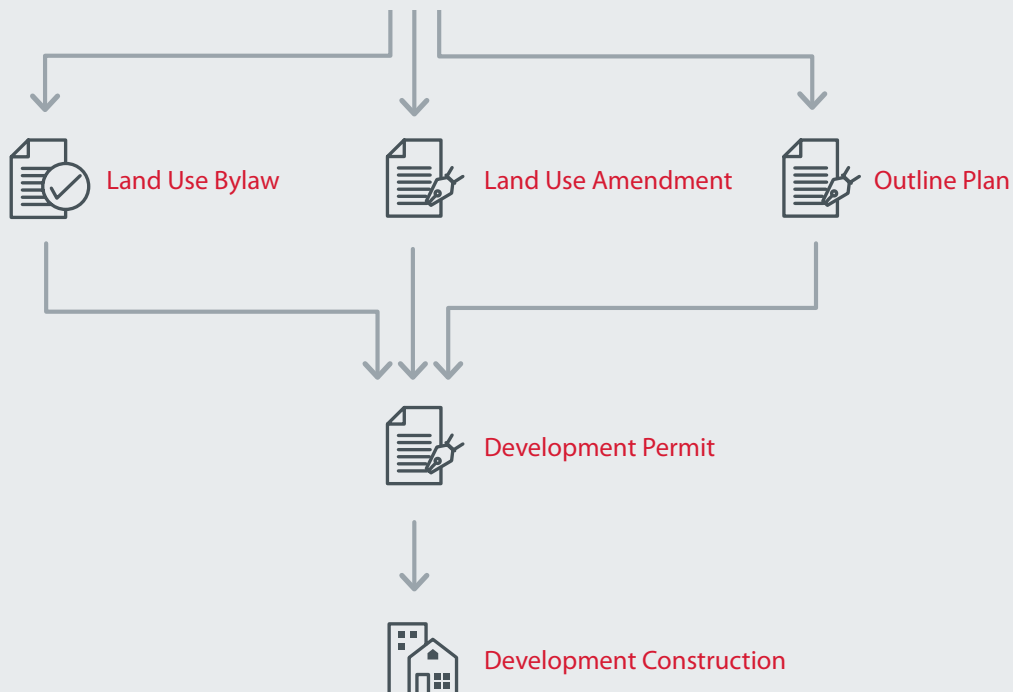 Land Use Bylaw
Land Use Amendment
Outline Plan
Development Permit
Development Construction